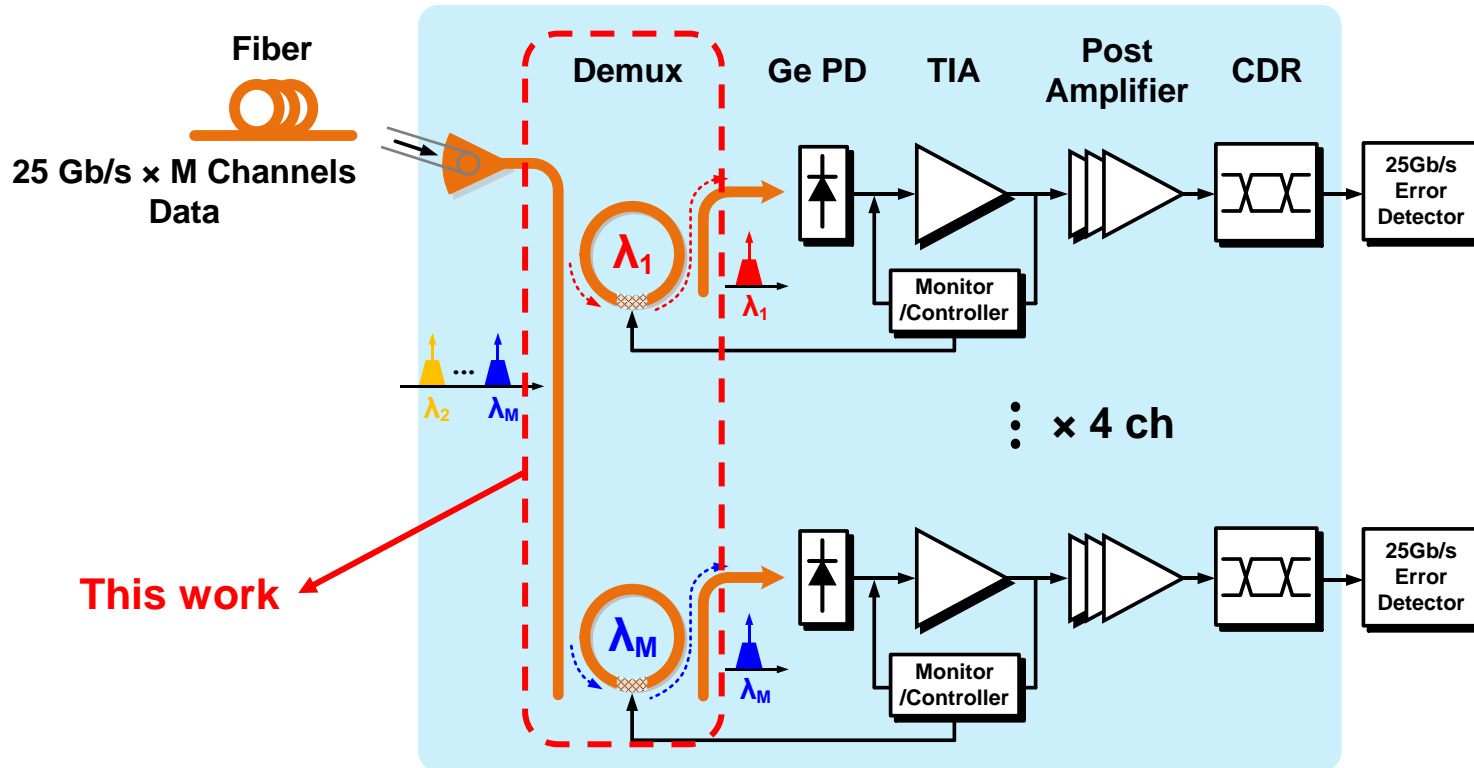 Fiber
25 Gb/s × M Channels
Data
Demux
Ge PD
TIA
Post
Amplifier
CDR
λ1
λ1
Monitor
/Controller
25Gb/s
Error
Detector
λ2
...
λM
× 4 ch
This work
λM
λM
Monitor
/Controller
25Gb/s
Error
Detector